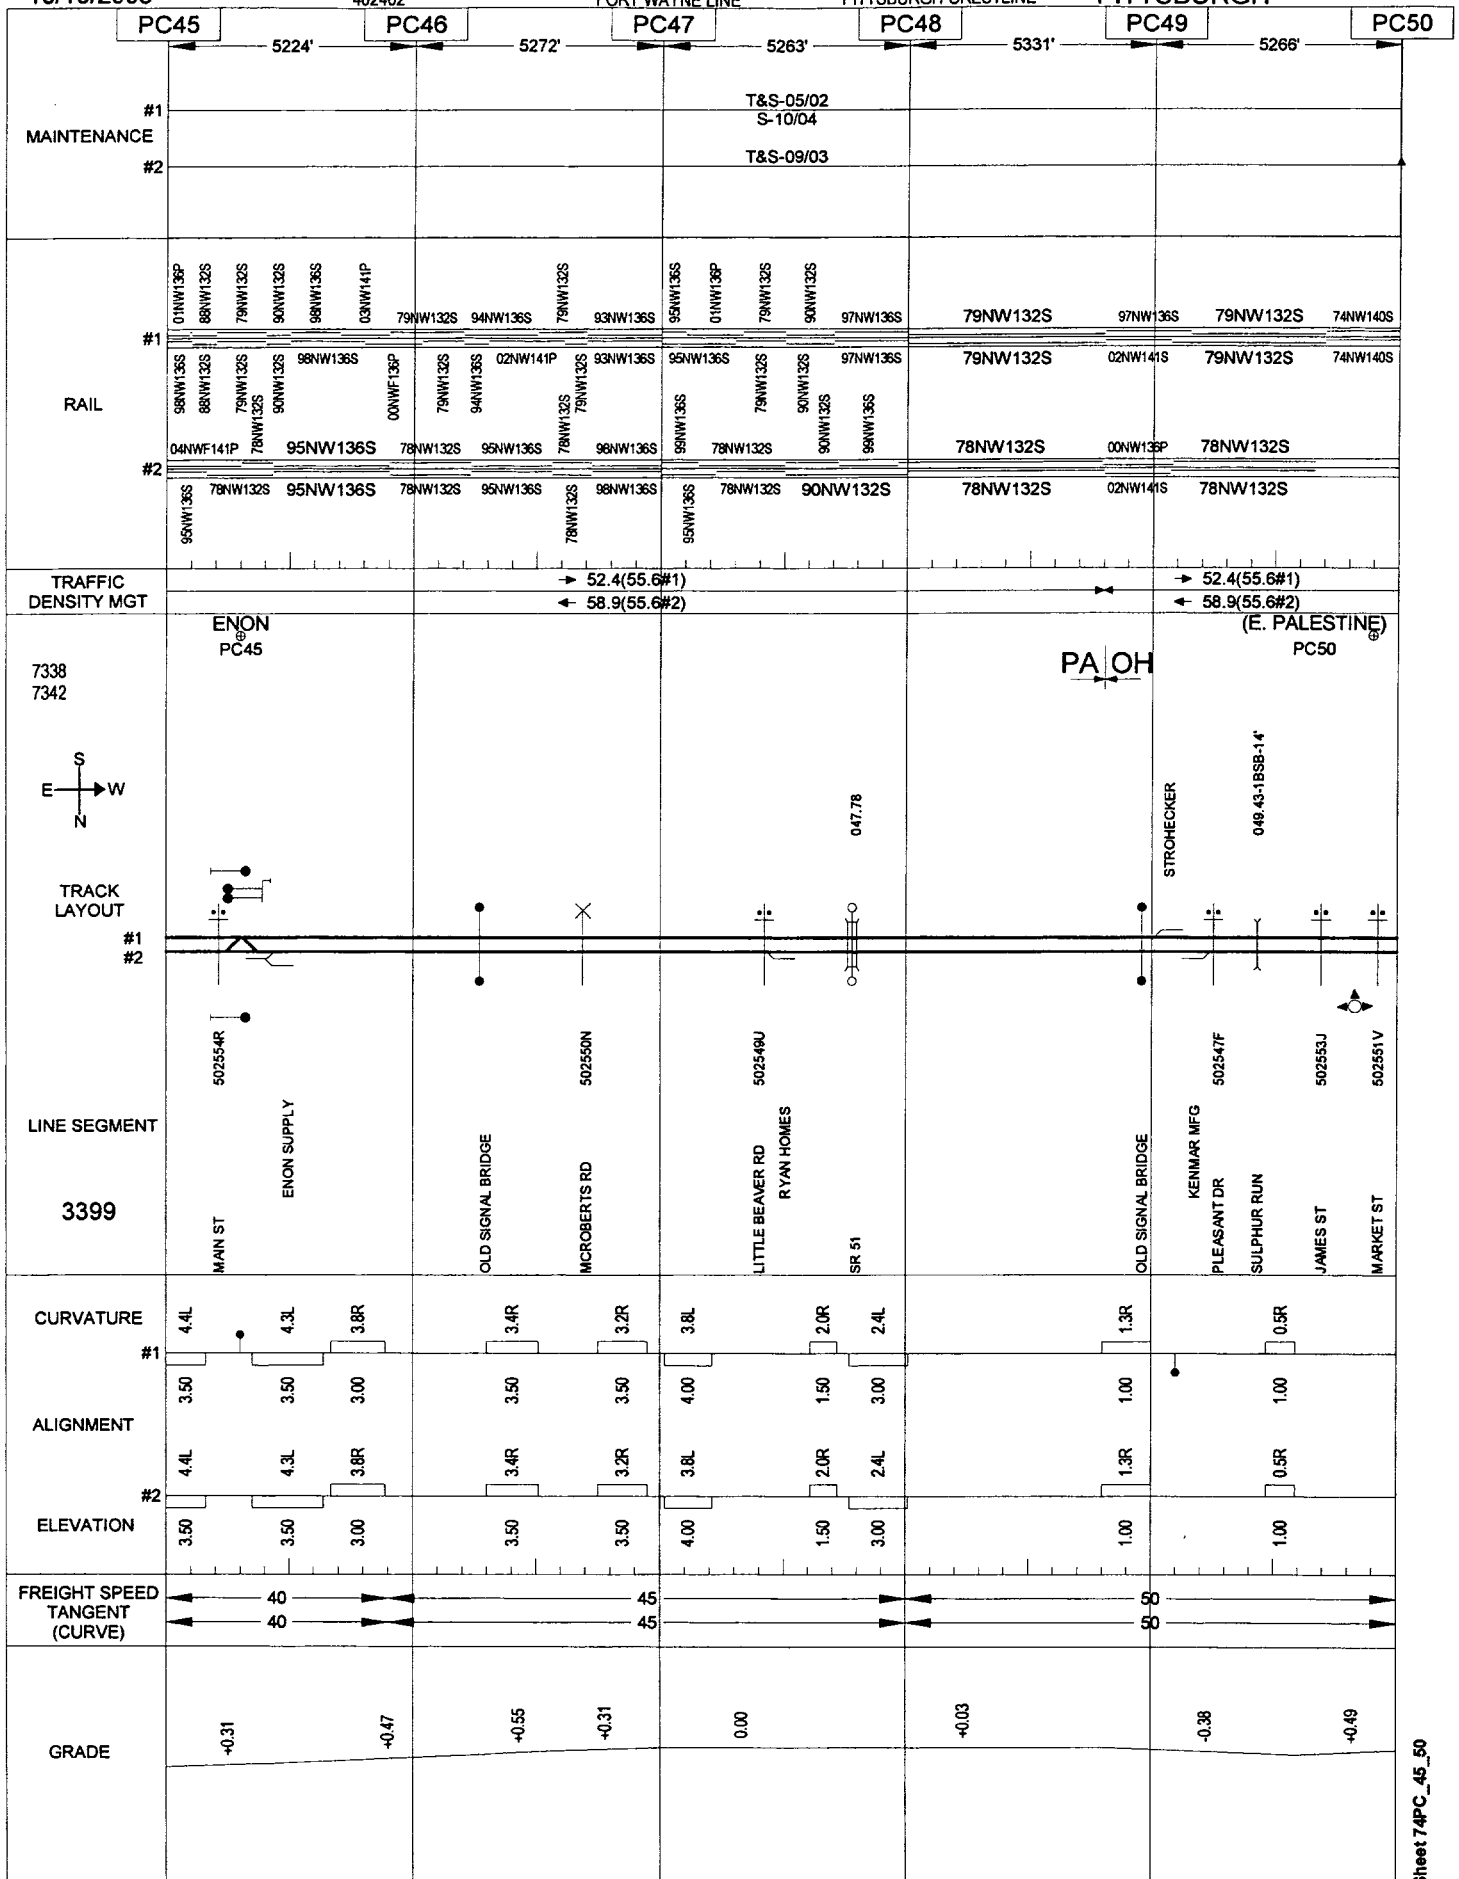 FORT WAYNE LINE
PC45 PC46 PC47 PC48 PC49 PC50
5224' 5272' 5263' 5331' 5266'
MAINTENANCE
#1
T&S-05/02
S-10/04
#2
T&S-09/03
RAIL
01NW136P 88NW132S 79NW132S 90NW132S 98NW136S 03NW141P 79NW132S 94NW136S 79NW132S 93NW136S 95NW136S 01NW136P 79NW132S 90NW132S 97NW136S 79NW132S 97NW136S 79NW132S 74NW140S
#1
98NW136S 88NW132S 79NW132S 78NW132S 90NW132S 98NW136S 00NWF136P 79NW132S 94NW136S 02NW141P 78NW132S 79NW132S 93NW136S 95NW136S 99NW136S 79NW132S 90NW132S 90NW132S 97NW136S 99NW136S 79NW132S 02NW141S 79NW132S 74NW140S
04NWF141P 95NW136S 78NW132S 95NW136S 98NW136S 78NW132S 78NW132S 00NW136P 78NW132S
#2
95NW136S 78NW132S 95NW136S 78NW132S 95NW136S 78NW132S 98NW136S 95NW136S 78NW132S 90NW132S 78NW132S 02NW141S 78NW132S
TRAFFIC
DENSITY MGT
→ 52.4(55.6#1) → 52.4(55.6#1)
← 58.9(55.6#2) ← 58.9(55.6#2)
ENON
PC45
(E. PALESTINE)
PC50
7338
7342
PA OH
S
E W
N
047.78
STROHECKER
049.43-1BSB-14'
TRACK
LAYOUT
#1
#2
502554R 502550N 502549U 502547F 502553J 502551V
LINE SEGMENT
3399
MAIN ST
ENON SUPPLY
OLD SIGNAL BRIDGE
MCROBERTS RD
LITTLE BEAVER RD
RYAN HOMES
SR 51
OLD SIGNAL BRIDGE
KENMAR MFG
PLEASANT DR
SULPHUR RUN
JAMES ST
MARKET ST
CURVATURE
4.4L 4.3L 3.8R 3.4R 3.2R 3.8L 2.0R 2.4L 1.3R 0.5R
#1
3.50 3.50 3.00 3.50 3.50 4.00 1.50 3.00 1.00 1.00
ALIGNMENT
4.4L 4.3L 3.8R 3.4R 3.2R 3.8L 2.0R 2.4L 1.3R 0.5R
#2
ELEVATION
3.50 3.50 3.00 3.50 3.50 4.00 1.50 3.00 1.00 1.00
FREIGHT SPEED
TANGENT
(CURVE)
40 45 50
40 45 50
GRADE
+0.31 +0.47 +0.55 +0.31 0.00 +0.03 -0.38 +0.49
Sheet 74PC_45_50